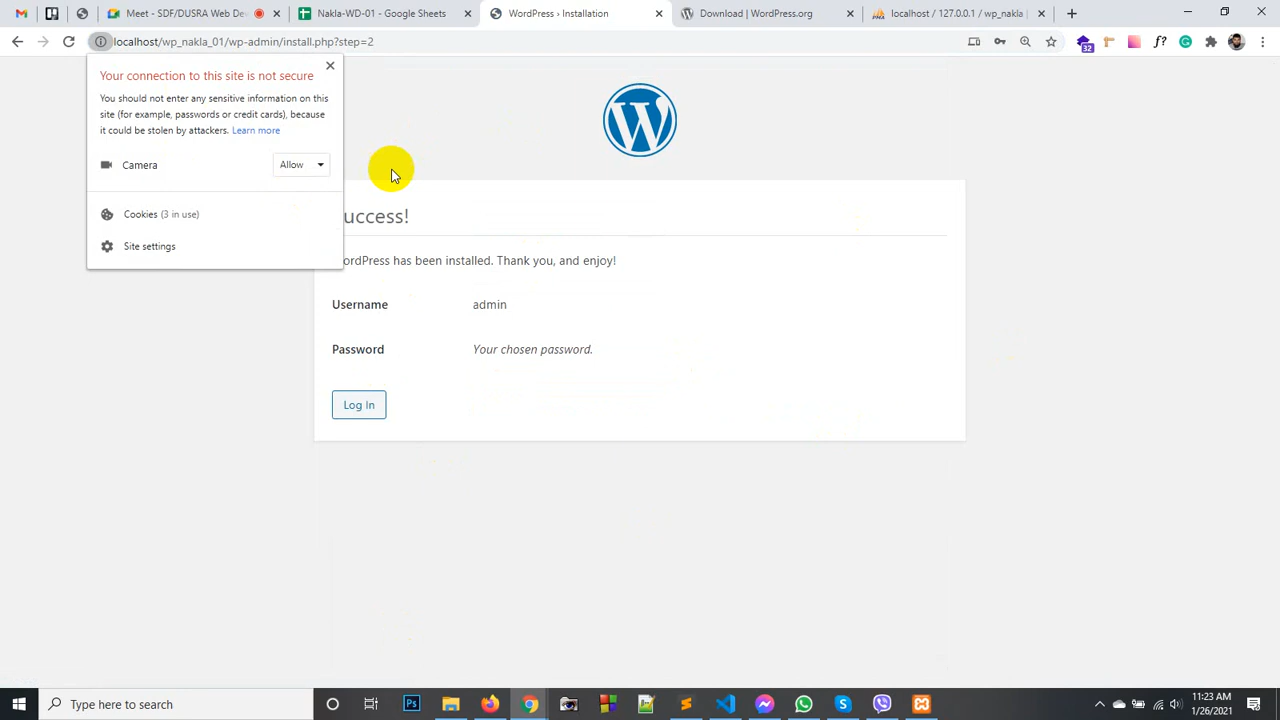 Meet - SDF/DUSRA Web Dev
Nakla-WD-01 - Google Sheets
WordPress › Installation
Download | WordPress.org
localhost / 127.0.0.1 / wp_nakla |
localhost/wp_nakla_01/wp-admin/install.php?step=2
32
f?
Your connection to this site is not secure
You should not enter any sensitive information on this
site (for example, passwords or credit cards), because
it could be stolen by attackers. Learn more
Camera
Allow
Cookies (3 in use)
Site settings
uccess!
ordPress has been installed. Thank you, and enjoy!
Username admin
Password Your chosen password.
Log In
Type here to search
Ps
11:23 AM
1/26/2021